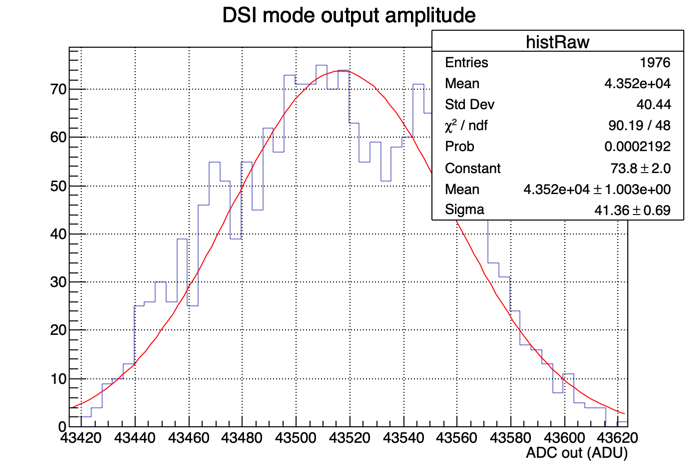 DSI mode output amplitude
histRaw
Entries 1976
Mean 4.352e+04
Std Dev 40.44
χ² / ndf 90.19 / 48
Prob 0.0002192
Constant 73.8 ± 2.0
Mean 4.352e+04 ± 1.003e+00
Sigma 41.36 ± 0.69
70
60
50
40
30
20
10
0
43420 43440 43460 43480 43500 43520 43540 43560 43580 43600 43620
ADC out (ADU)